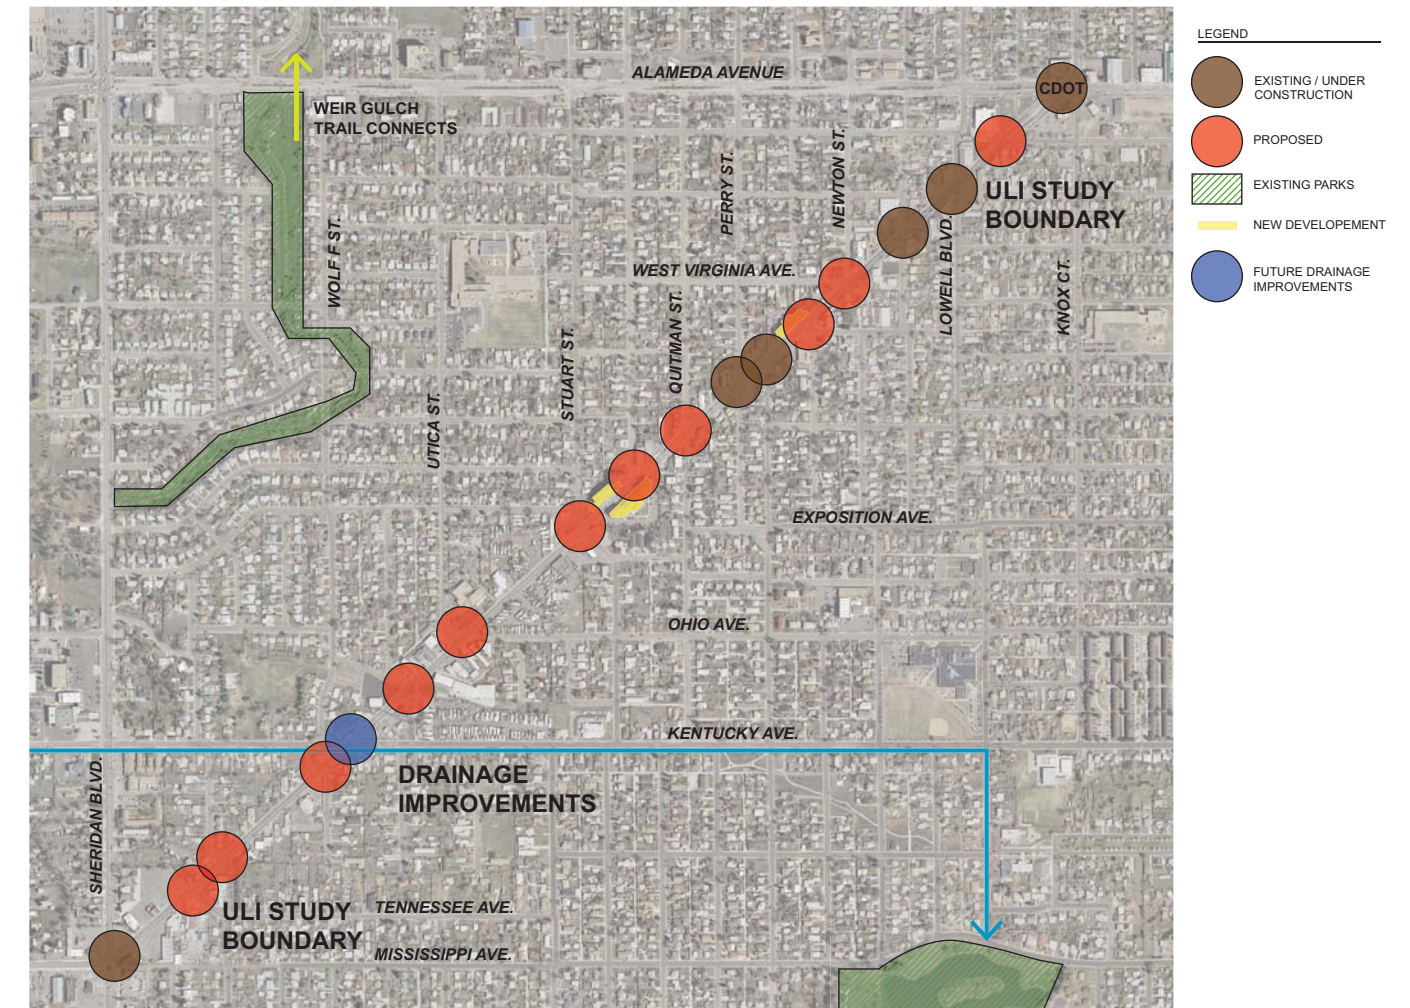 LEGEND
EXISTING / UNDER
CONSTRUCTION
PROPOSED
EXISTING PARKS
NEW DEVELOPEMENT
FUTURE DRAINAGE
IMPROVEMENTS
ALAMEDA AVENUE
CDOT
WEIR GULCH
TRAIL CONNECTS
PERRY ST.
NEWTON ST.
ULI STUDY
BOUNDARY
WOLF F ST.
WEST VIRGINIA AVE.
LOWELL BLVD.
KNOX CT.
QUITMAN ST.
STUART ST.
UTICA ST.
EXPOSITION AVE.
OHIO AVE.
KENTUCKY AVE.
DRAINAGE
IMPROVEMENTS
SHERIDAN BLVD.
ULI STUDY
BOUNDARY
TENNESSEE AVE.
MISSISSIPPI AVE.